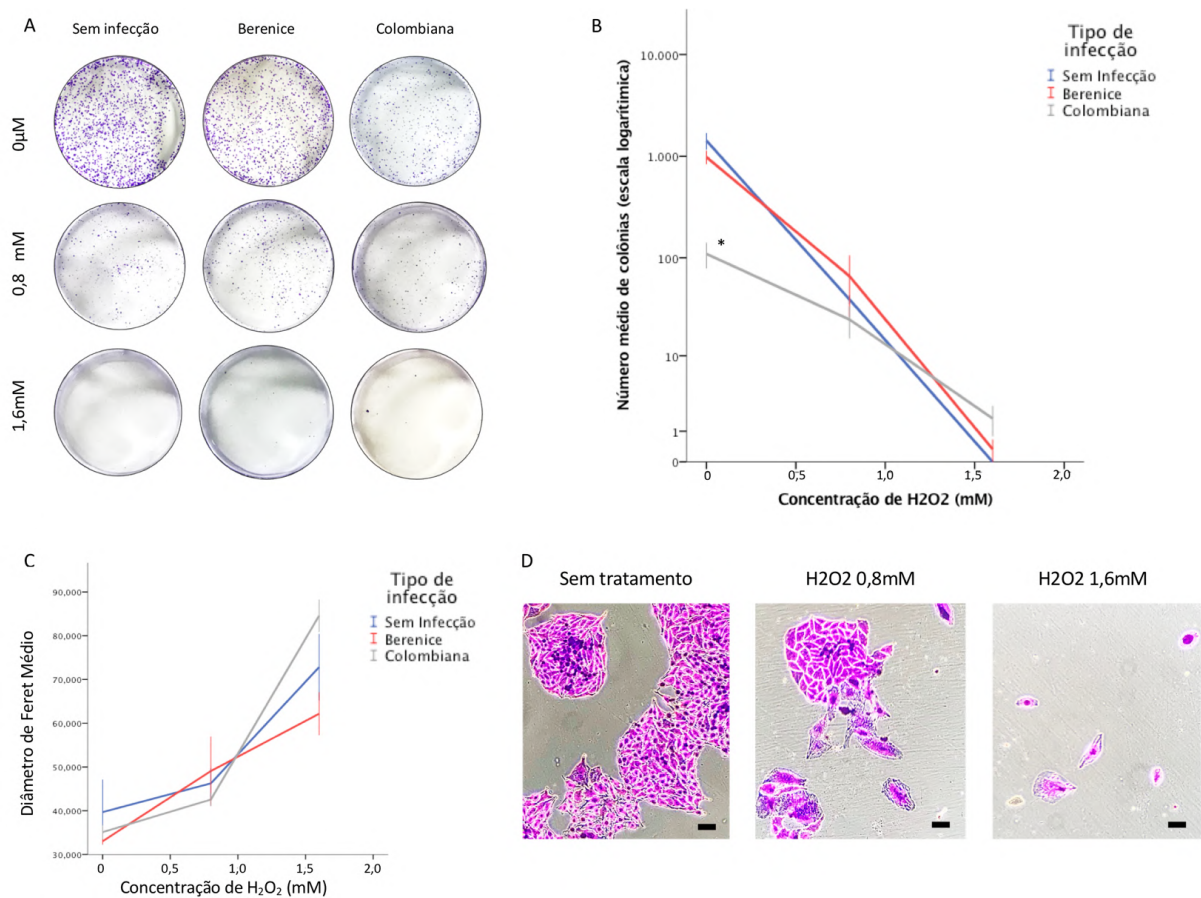 A
Sem infecção
Berenice
Colombiana
0µM
0,8 mM
1,6mM
B
Tipo de
infecção
Sem Infecção
Berenice
Colombiana
Número médio de colônias (escala logaritimica)
10.000
1.000
100
10
1
0
*
0
0,5
1,0
1,5
2,0
Concentração de H2O2 (mM)
C
Tipo de
infecção
Sem Infecção
Berenice
Colombiana
Diâmetro de Feret Médio
90,000
80,000
70,000
60,000
50,000
40,000
30,000
0
0,5
1,0
1,5
2,0
Concentração de H₂O₂ (mM)
D
Sem tratamento
H2O2 0,8mM
H2O2 1,6mM